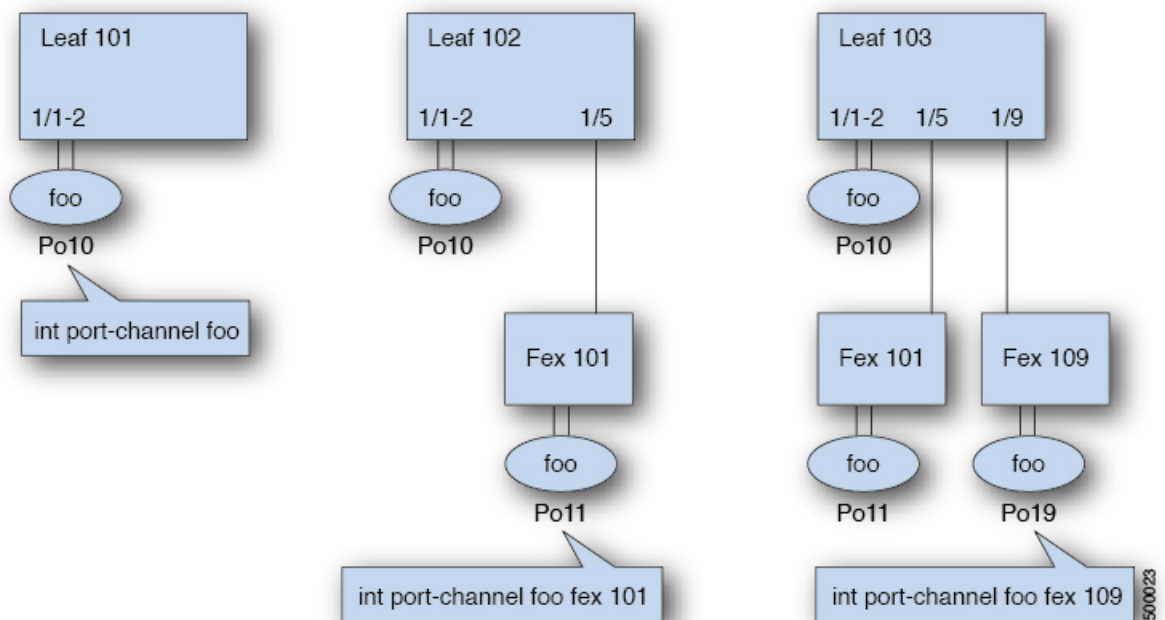 Leaf 101
1/1-2
foo
Po10
int port-channel foo
Leaf 102
1/1-2 1/5
foo
Po10
Fex 101
foo
Po11
int port-channel foo fex 101
Leaf 103
1/1-2 1/5 1/9
foo
Po10
Fex 101
foo
Po11
Fex 109
foo
Po19
int port-channel foo fex 109
500023